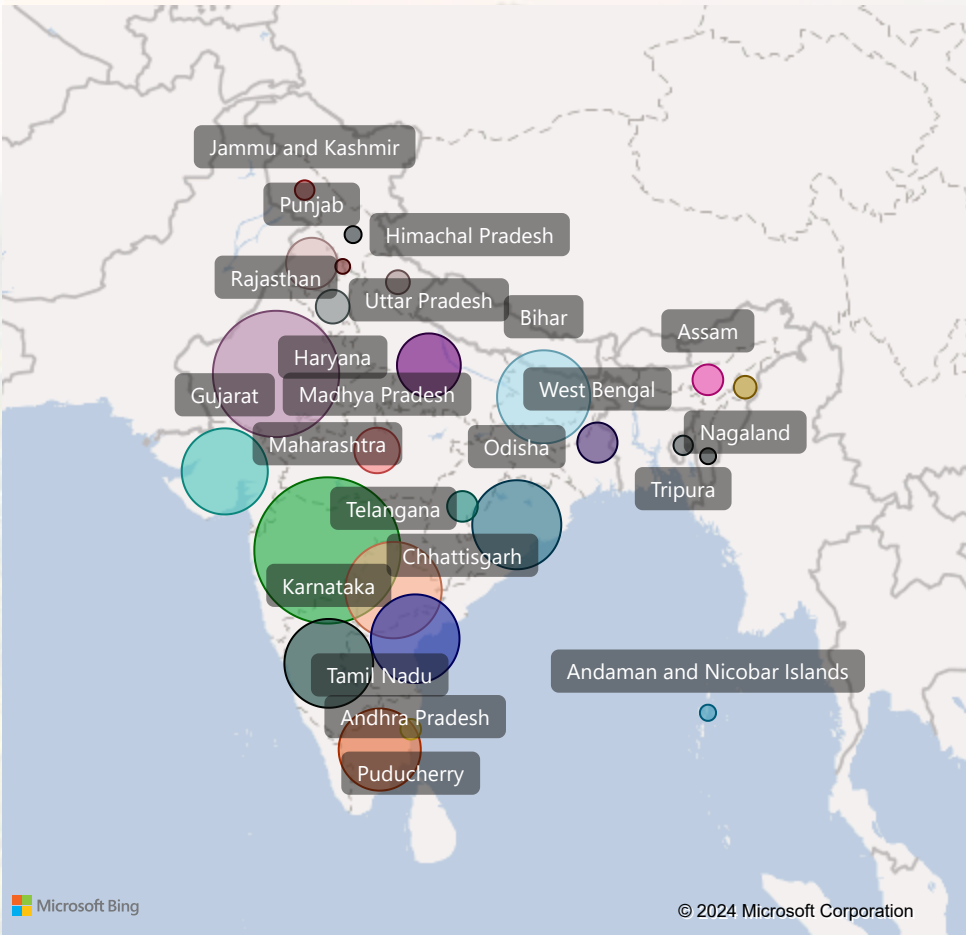 Jammu and Kashmir
Punjab
Himachal Pradesh
Rajasthan
Uttar Pradesh
Bihar
Assam
Haryana
Gujarat
Madhya Pradesh
West Bengal
Maharashtra
Odisha
Nagaland
Tripura
Telangana
Chhattisgarh
Karnataka
Tamil Nadu
Andaman and Nicobar Islands
Andhra Pradesh
Puducherry
Microsoft Bing
© 2024 Microsoft Corporation